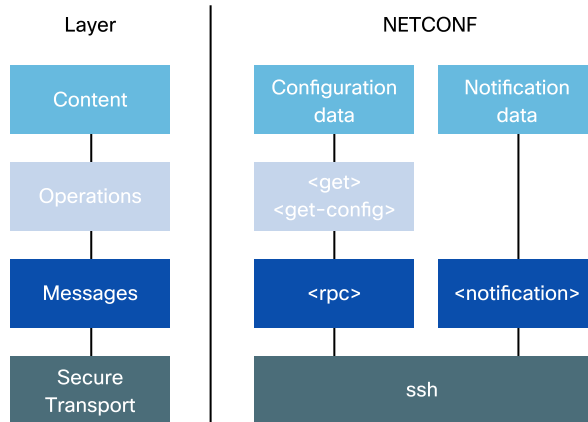 Layer
NETCONF
Content
Configuration
data
Notification
data
Operations
<get>
<get-config>
Messages
<rpc>
<notification>
Secure
Transport
ssh